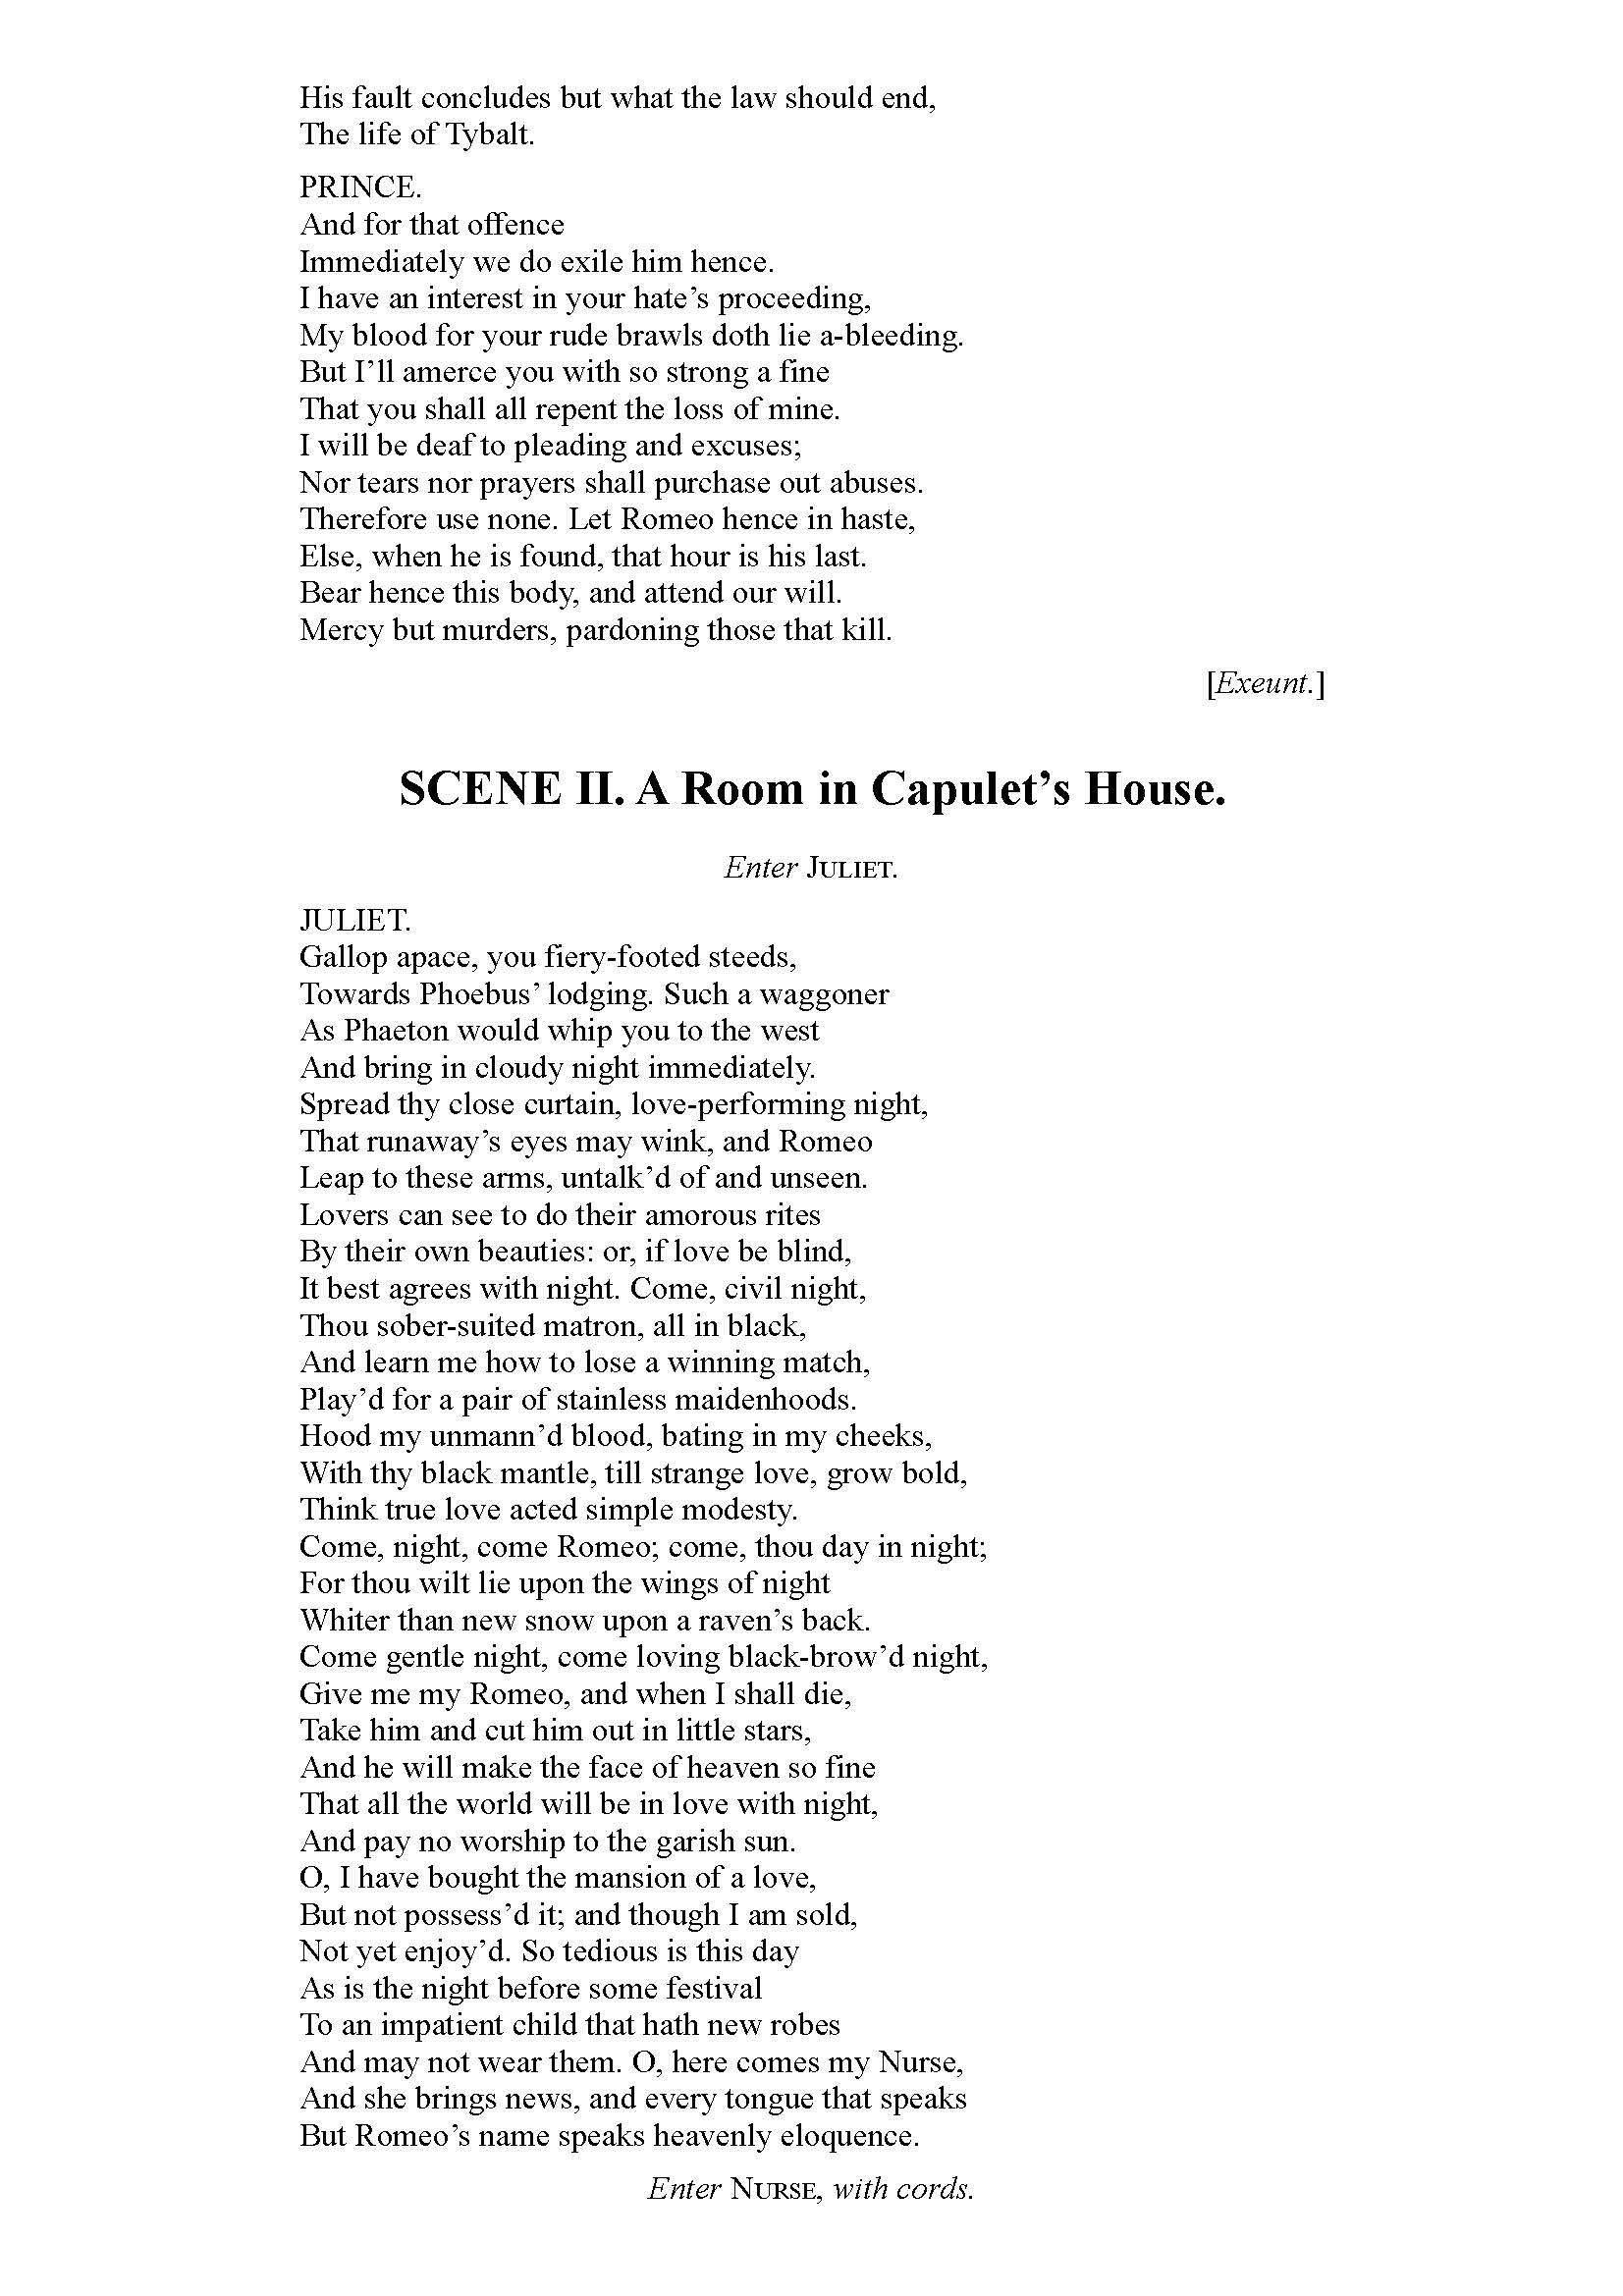 His fault concludes but what the law should end,
The life of Tybalt.
PRINCE.
And for that offence
Immediately we do exile him hence.
I have an interest in your hate’s proceeding,
My blood for your rude brawls doth lie a-bleeding.
But I’ll amerce you with so strong a fine
That you shall all repent the loss of mine.
I will be deaf to pleading and excuses;
Nor tears nor prayers shall purchase out abuses.
Therefore use none. Let Romeo hence in haste,
Else, when he is found, that hour is his last.
Bear hence this body, and attend our will.
Mercy but murders, pardoning those that kill.
[Exeunt.]
SCENE II. A Room in Capulet’s House.
Enter JULIET.
JULIET.
Gallop apace, you fiery-footed steeds,
Towards Phoebus’ lodging. Such a waggoner
As Phaeton would whip you to the west
And bring in cloudy night immediately.
Spread thy close curtain, love-performing night,
That runaway’s eyes may wink, and Romeo
Leap to these arms, untalk’d of and unseen.
Lovers can see to do their amorous rites
By their own beauties: or, if love be blind,
It best agrees with night. Come, civil night,
Thou sober-suited matron, all in black,
And learn me how to lose a winning match,
Play’d for a pair of stainless maidenhoods.
Hood my unmann’d blood, bating in my cheeks,
With thy black mantle, till strange love, grow bold,
Think true love acted simple modesty.
Come, night, come Romeo; come, thou day in night;
For thou wilt lie upon the wings of night
Whiter than new snow upon a raven’s back.
Come gentle night, come loving black-brow’d night,
Give me my Romeo, and when I shall die,
Take him and cut him out in little stars,
And he will make the face of heaven so fine
That all the world will be in love with night,
And pay no worship to the garish sun.
O, I have bought the mansion of a love,
But not possess’d it; and though I am sold,
Not yet enjoy’d. So tedious is this day
As is the night before some festival
To an impatient child that hath new robes
And may not wear them. O, here comes my Nurse,
And she brings news, and every tongue that speaks
But Romeo’s name speaks heavenly eloquence.
Enter NURSE, with cords.